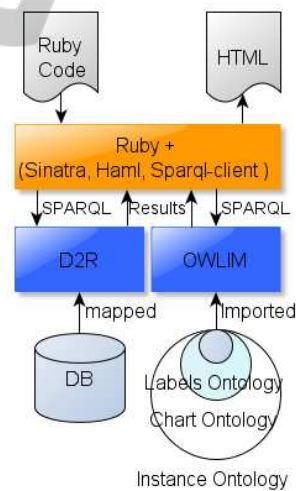 Ruby
Code
HTML
Ruby +
(Sinatra, Haml, Sparql-client )
SPARQL
Results
SPARQL
D2R
OWLIM
mapped
Imported
DB
Labels Ontology
Chart Ontology
Instance Ontology